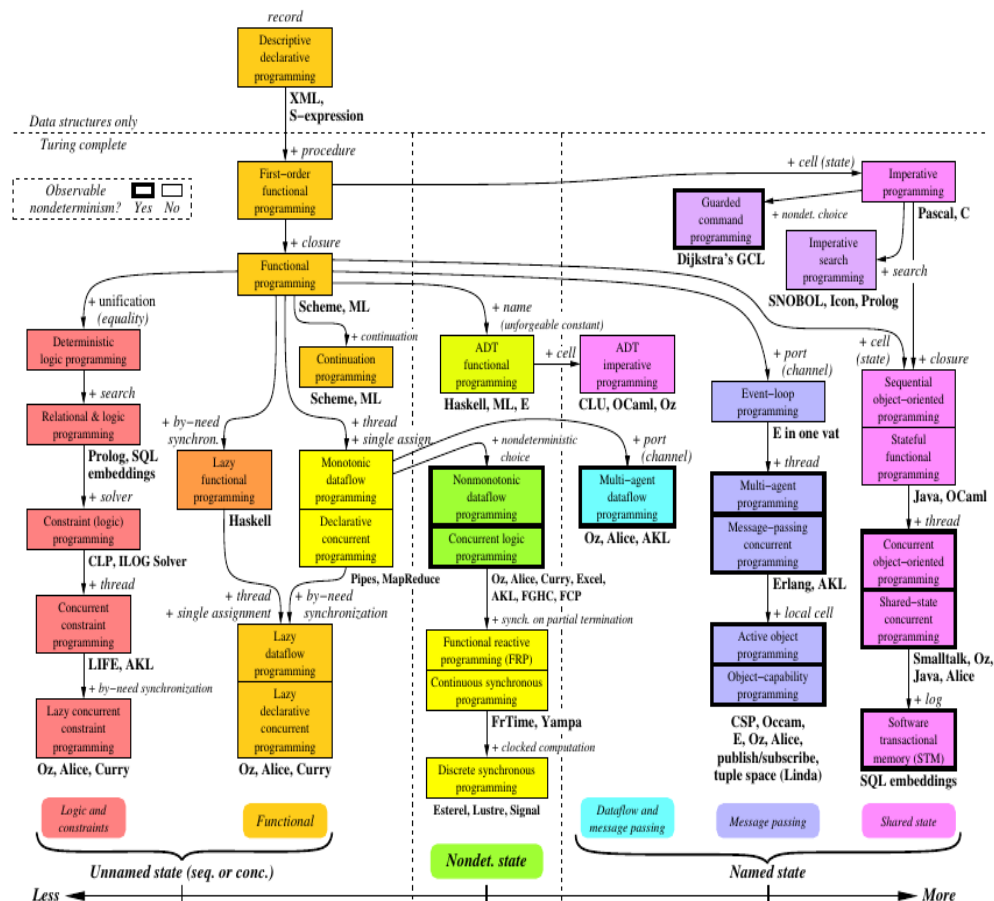 record
Descriptive
declarative
programming
XML,
S−expression
Data structures only
Turing complete
+ procedure
Observable
nondeterminism?
Yes
No
First−order
functional
programming
+ cell (state)
Imperative
programming
Pascal, C
Guarded
command
programming
+ nondet. choice
Dijkstra's GCL
Imperative
search
programming
+ search
SNOBOL, Icon, Prolog
+ closure
Functional
programming
Scheme, ML
+ unification
(equality)
Deterministic
logic programming
+ continuation
Continuation
programming
Scheme, ML
+ name
(unforgeable constant)
ADT
functional
programming
Haskell, ML, E
+ cell
ADT
imperative
programming
CLU, OCaml, Oz
+ port
(channel)
Event−loop
programming
E in one vat
+ cell
(state)
+ closure
Sequential
object−oriented
programming
Stateful
functional
programming
Java, OCaml
+ search
Relational & logic
programming
Prolog, SQL
embeddings
+ by−need
synchron.
Lazy
functional
programming
Haskell
+ thread
+ single assign.
Monotonic
dataflow
programming
Declarative
concurrent
programming
Pipes, MapReduce
+ nondeterministic
choice
Nonmonotonic
dataflow
programming
Concurrent logic
programming
Oz, Alice, Curry, Excel,
AKL, FGHC, FCP
+ port
(channel)
Multi−agent
dataflow
programming
Oz, Alice, AKL
+ thread
Multi−agent
programming
Message−passing
concurrent
programming
Erlang, AKL
+ thread
Concurrent
object−oriented
programming
Shared−state
concurrent
programming
Smalltalk, Oz,
Java, Alice
+ solver
Constraint (logic)
programming
CLP, ILOG Solver
+ thread
Concurrent
constraint
programming
LIFE, AKL
+ by−need synchronization
Lazy concurrent
constraint
programming
Oz, Alice, Curry
+ thread
+ single assignment
+ by−need
synchronization
Lazy
dataflow
programming
Lazy
declarative
concurrent
programming
Oz, Alice, Curry
+ synch. on partial termination
Functional reactive
programming (FRP)
Continuous synchronous
programming
FrTime, Yampa
+ clocked computation
Discrete synchronous
programming
Esterel, Lustre, Signal
+ local cell
Active object
programming
Object−capability
programming
CSP, Occam,
E, Oz, Alice,
publish/subscribe,
tuple space (Linda)
+ log
Software
transactional
memory (STM)
SQL embeddings
Logic and
constraints
Functional
Nondet. state
Dataflow and
message passing
Message passing
Shared state
Unnamed state (seq. or conc.)
Named state
Less
More